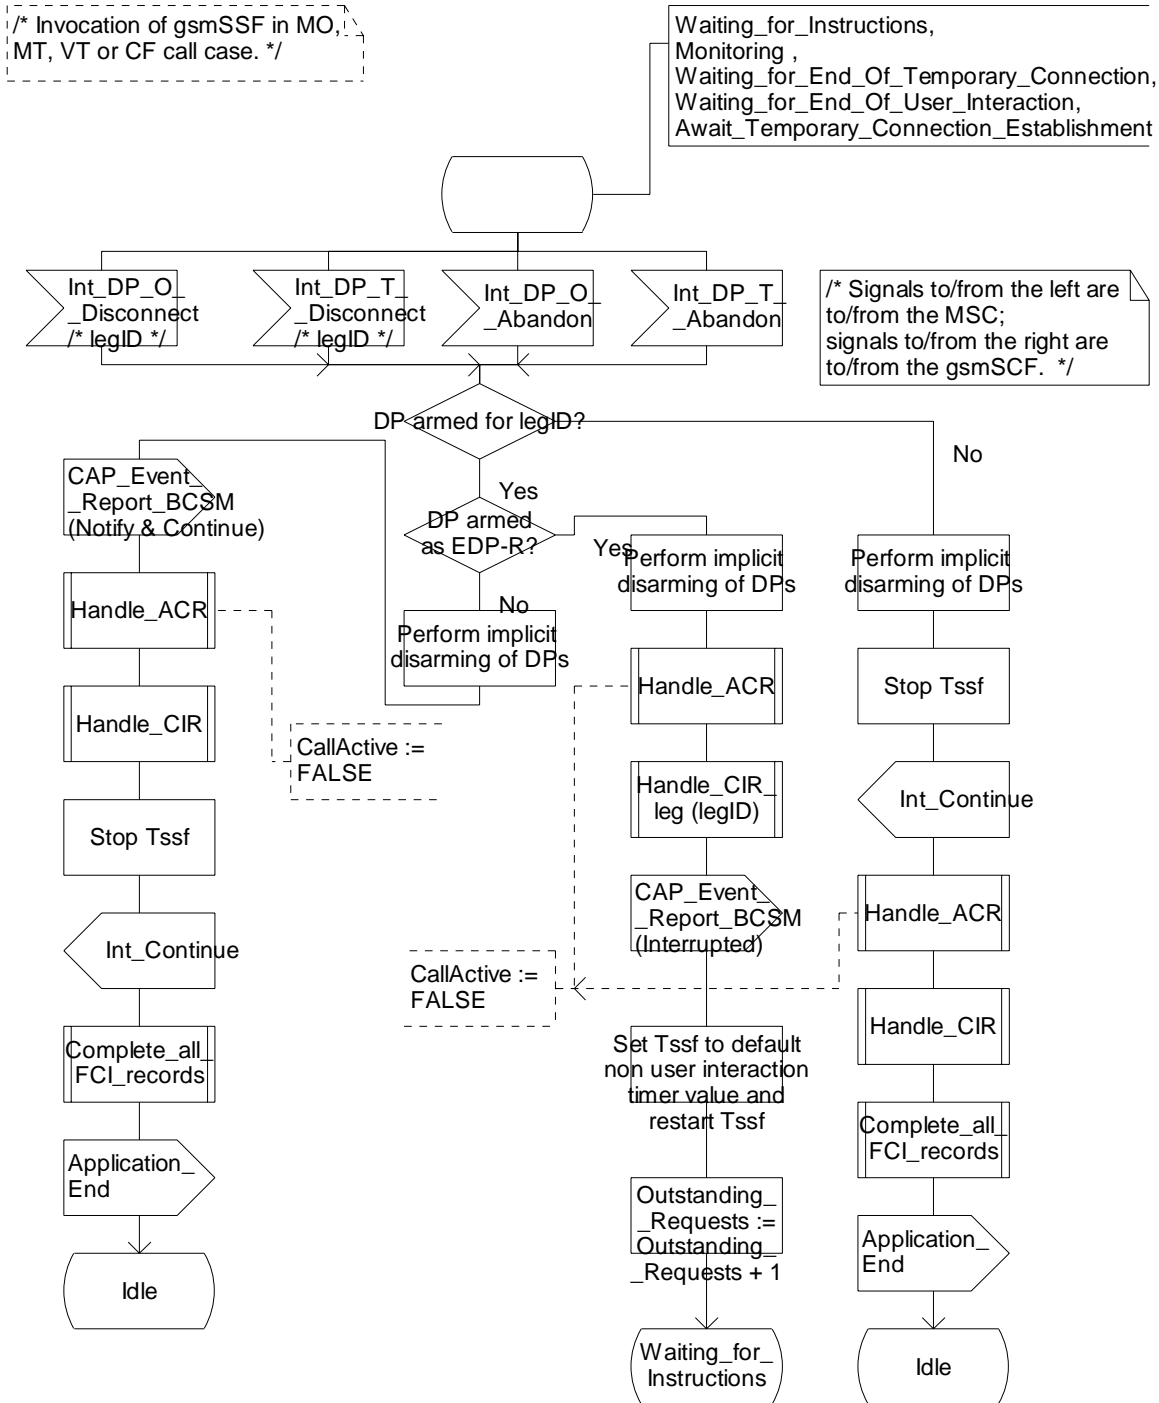 /* Invocation of gsmSSF in MO,
MT, VT or CF call case. */
Waiting_for_Instructions,
Monitoring ,
Waiting_for_End_Of_Temporary_Connection,
Waiting_for_End_Of_User_Interaction,
Await_Temporary_Connection_Establishment
Int_DP_O_
_Disconnect
/* legID */
Int_DP_T_
_Disconnect
/* legID */
Int_DP_O_
_Abandon
Int_DP_T_
_Abandon
/* Signals to/from the left are
to/from the MSC;
signals to/from the right are
to/from the gsmSCF.  */
DP armed for legID?
No
Yes
CAP_Event_
_Report_BCSM
(Notify & Continue)
DP armed
as EDP-R?
Yes
No
Perform implicit
disarming of DPs
Perform implicit
disarming of DPs
Perform implicit
disarming of DPs
Handle_ACR
Handle_ACR
Stop Tssf
Handle_CIR
CallActive :=
FALSE
Handle_CIR_
leg (legID)
Int_Continue
Stop Tssf
CAP_Event_
_Report_BCSM
(Interrupted)
Handle_ACR
Int_Continue
CallActive :=
FALSE
Handle_CIR
Complete_all_
FCI_records
Set Tssf to default
non user interaction
timer value and
restart Tssf
Complete_all_
FCI_records
Application_
End
Outstanding_
_Requests :=
Outstanding_
_Requests + 1
Application_
End
Idle
Waiting_for_
Instructions
Idle